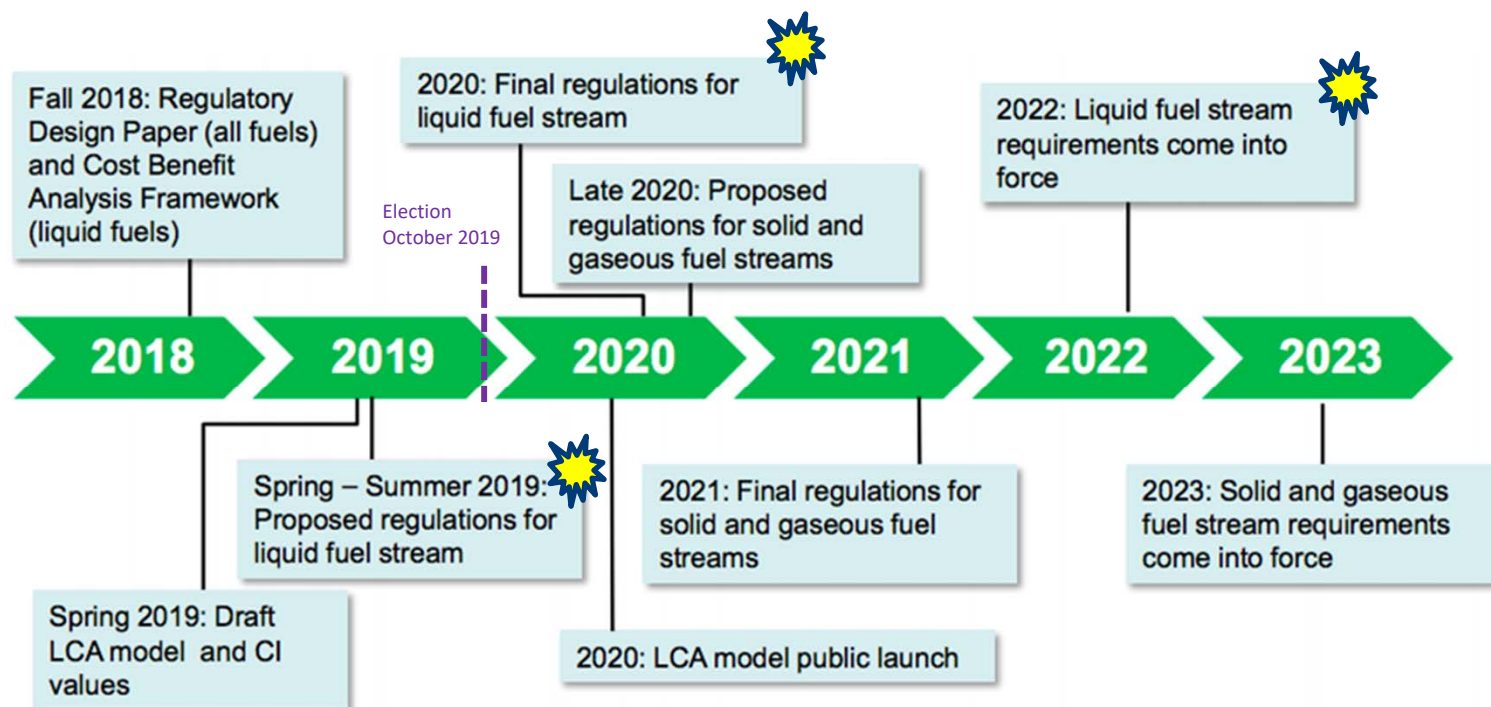 Fall 2018: Regulatory
Design Paper (all fuels)
and Cost Benefit
Analysis Framework
(liquid fuels)
Election
October 2019
2020: Final regulations for
liquid fuel stream
Late 2020: Proposed
regulations for solid and
gaseous fuel streams
2022: Liquid fuel stream
requirements come into
force
2018
2019
2020
2021
2022
2023
Spring 2019: Draft
LCA model and CI
values
Spring – Summer 2019:
Proposed regulations for
liquid fuel stream
2020: LCA model public launch
2021: Final regulations for
solid and gaseous fuel
streams
2023: Solid and gaseous
fuel stream requirements
come into force